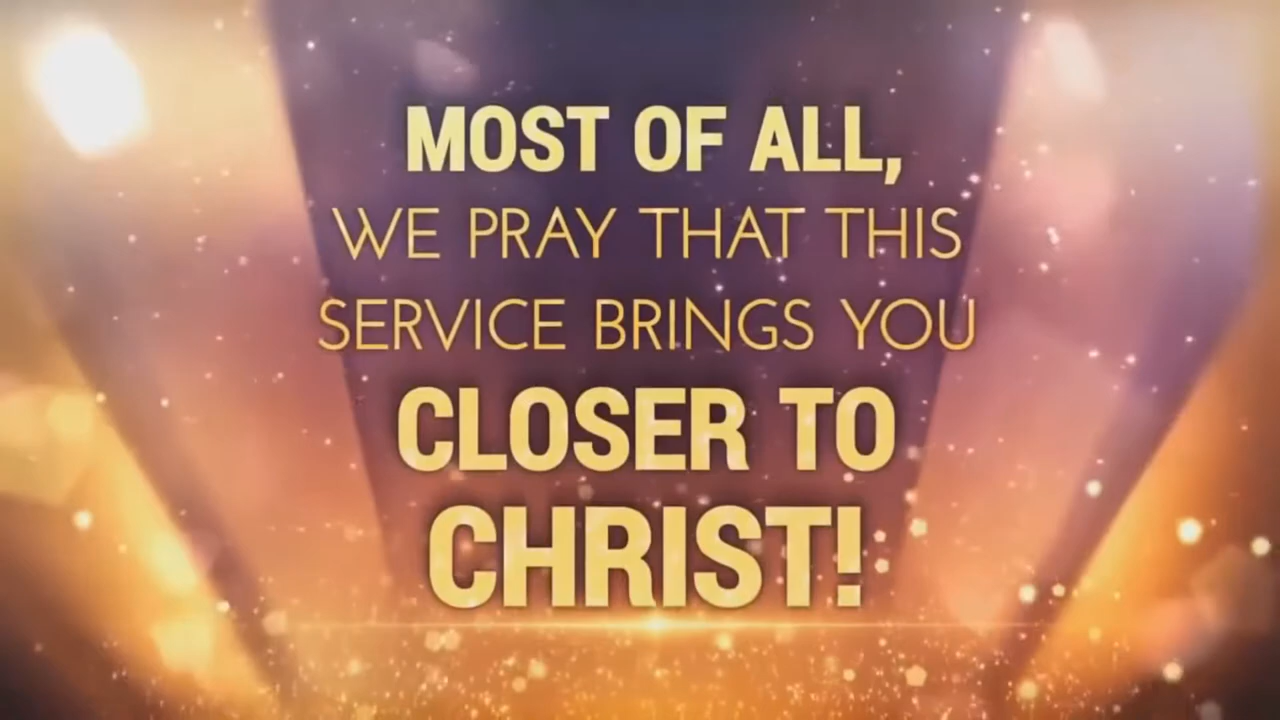 MOST OF ALL,
WE PRAY THAT THIS
SERVICE BRINGS YOU
CLOSER TO
CHRIST!